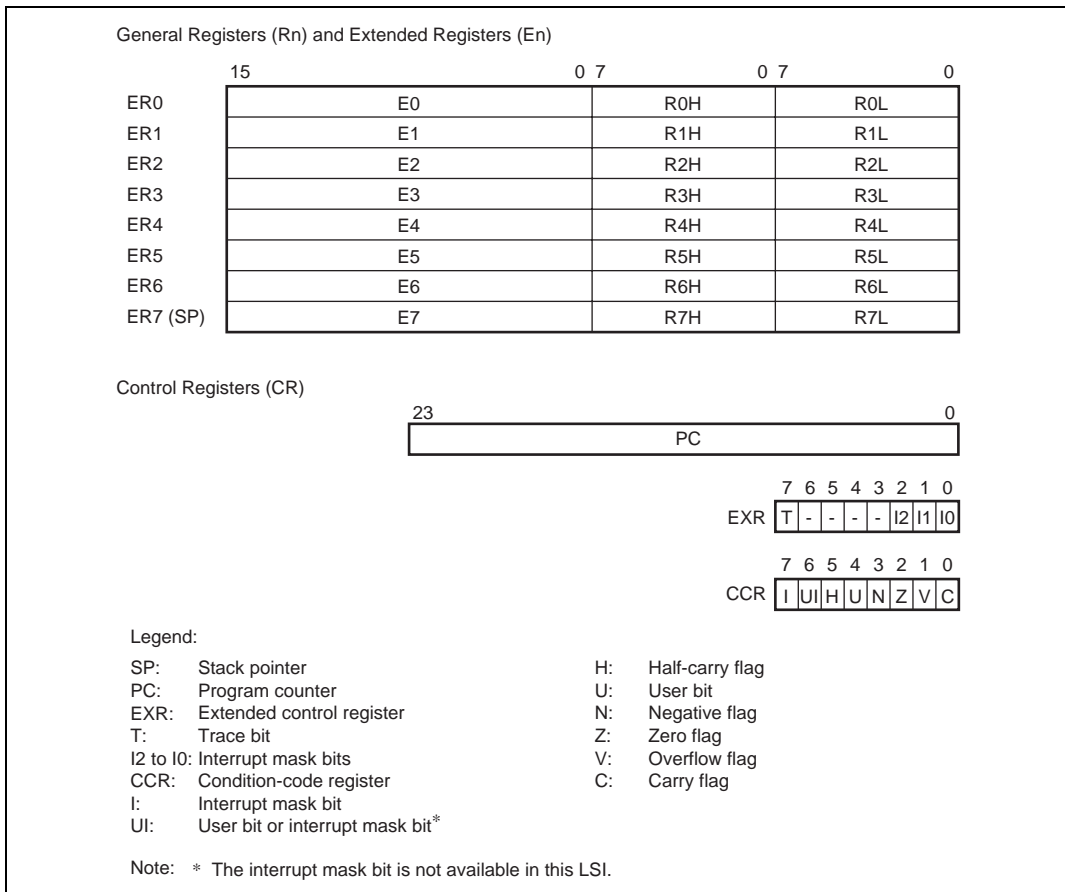 General Registers (Rn) and Extended Registers (En)
15 0 7 0 7 0
ER0 E0 R0H R0L
ER1 E1 R1H R1L
ER2 E2 R2H R2L
ER3 E3 R3H R3L
ER4 E4 R4H R4L
ER5 E5 R5H R5L
ER6 E6 R6H R6L
ER7 (SP) E7 R7H R7L
Control Registers (CR)
23 0
PC
7 6 5 4 3 2 1 0
EXR T - - - - I2 I1 I0
7 6 5 4 3 2 1 0
CCR I UI H U N Z V C
Legend:
SP: Stack pointer
PC: Program counter
EXR: Extended control register
T: Trace bit
I2 to I0: Interrupt mask bits
CCR: Condition-code register
I: Interrupt mask bit
UI: User bit or interrupt mask bit*
H: Half-carry flag
U: User bit
N: Negative flag
Z: Zero flag
V: Overflow flag
C: Carry flag
Note: * The interrupt mask bit is not available in this LSI.